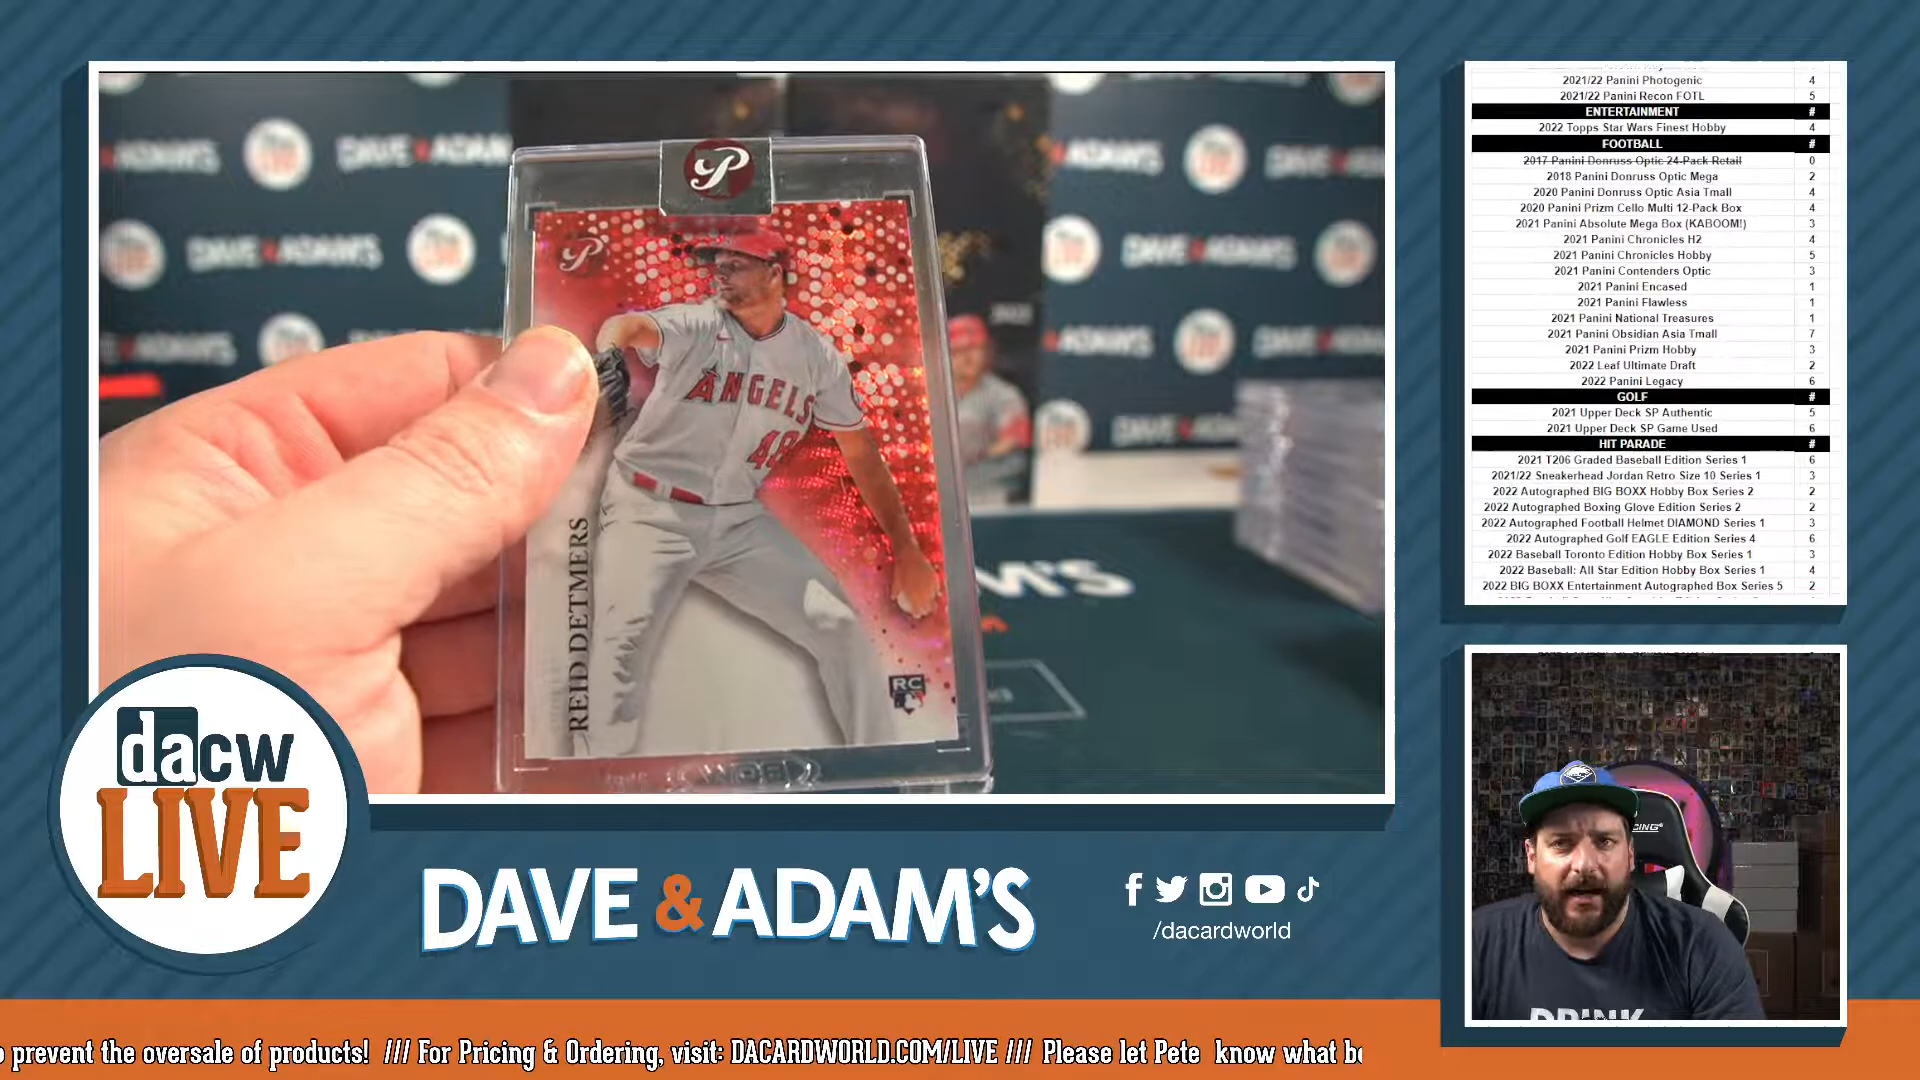 DAVE & ADAM'S
DAVE & ADAM
ANGELS
48
REID DETMERS
RC
2021/22 Panini Photogenic 4
2021/22 Panini Recon FOTL 5
ENTERTAINMENT #
2022 Topps Star Wars Finest Hobby 4
FOOTBALL #
2017 Panini Donruss Optic 24-Pack Retail 0
2018 Panini Donruss Optic Mega 2
2020 Panini Donruss Optic Asia Tmall 4
2020 Panini Prizm Cello Multi 12-Pack Box 4
2021 Panini Absolute Mega Box (KABOOM!) 3
2021 Panini Chronicles H2 4
2021 Panini Chronicles Hobby 5
2021 Panini Contenders Optic 3
2021 Panini Encased 1
2021 Panini Flawless 1
2021 Panini National Treasures 1
2021 Panini Obsidian Asia Tmall 7
2021 Panini Prizm Hobby 3
2022 Leaf Ultimate Draft 2
2022 Panini Legacy 6
GOLF #
2021 Upper Deck SP Authentic 5
2021 Upper Deck SP Game Used 6
HIT PARADE #
2021 T206 Graded Baseball Edition Series 1 6
2021/22 Sneakerhead Jordan Retro Size 10 Series 1 3
2022 Autographed BIG BOXX Hobby Box Series 2 2
2022 Autographed Boxing Glove Edition Series 2 2
2022 Autographed Football Helmet DIAMOND Series 1 3
2022 Autographed Golf EAGLE Edition Series 4 6
2022 Baseball Toronto Edition Hobby Box Series 1 3
2022 Baseball: All Star Edition Hobby Box Series 1 4
2022 BIG BOXX Entertainment Autographed Box Series 5 2
dacw
LIVE
DAVE & ADAM'S
/dacardworld
DRINK
prevent the oversale of products! /// For Pricing & Ordering, visit: DACARDWORLD.COM/LIVE /// Please let Pete know what